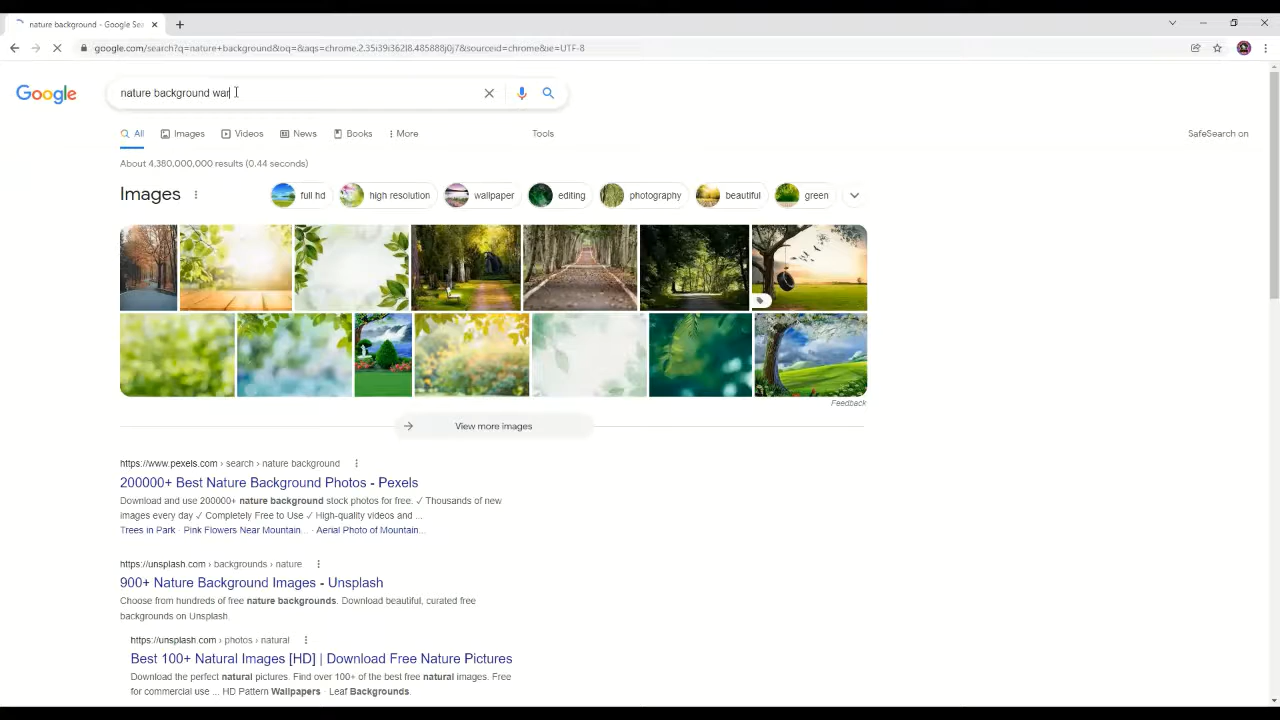 nature background - Google Sea
google.com/search?q=nature+background&oq=&aqs=chrome.2.35i39i362l8.485888j0j7&sourceid=chrome&ie=UTF-8
Google
nature background war
All Images Videos News Books More Tools SafeSearch on
About 4,380,000,000 results (0.44 seconds)
Images full hd high resolution wallpaper editing photography beautiful green
Feedback
View more images
https://www.pexels.com › search › nature background
200000+ Best Nature Background Photos - Pexels
Download and use 200000+ nature background stock photos for free. ✓ Thousands of new
images every day ✓ Completely Free to Use ✓ High-quality videos and ...
Trees in Park · Pink Flowers Near Mountain... · Aerial Photo of Mountain...
https://unsplash.com › backgrounds › nature
900+ Nature Background Images - Unsplash
Choose from hundreds of free nature backgrounds. Download beautiful, curated free
backgrounds on Unsplash.
https://unsplash.com › photos › natural
Best 100+ Natural Images [HD] | Download Free Nature Pictures
Download the perfect natural pictures. Find over 100+ of the best free natural images. Free
for commercial use ... HD Pattern Wallpapers · Leaf Backgrounds.